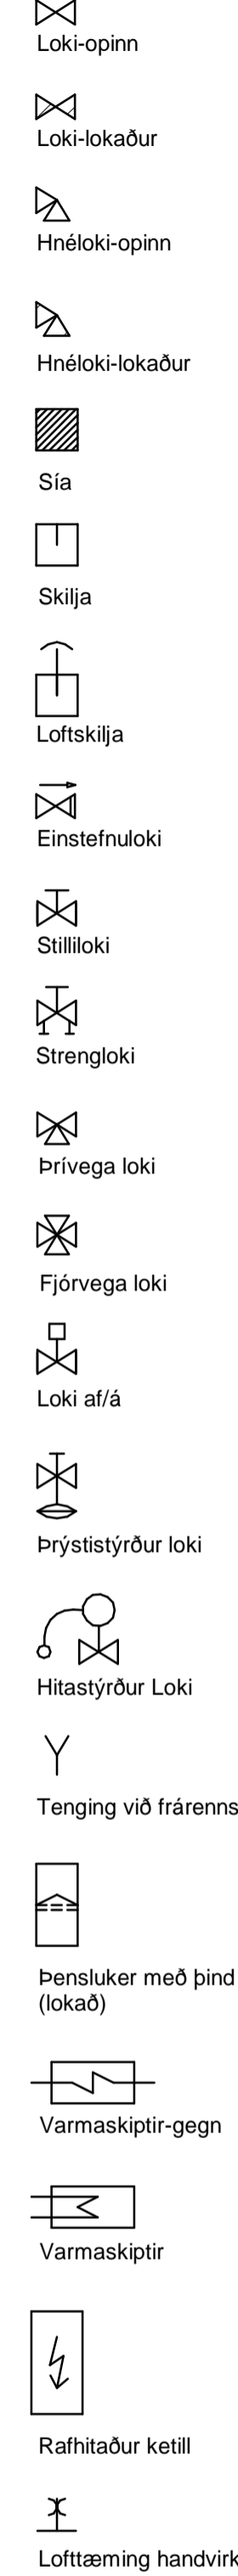 Loki-opinn
Loki-lokaður
Hnéloki-opinn
Hnéloki-lokaður
Sía
Skilja
Loftskilja
Einstefnuloki
Stilliloki
Strengloki
Þrívega loki
Fjórvega loki
Loki af/á
Þrýstistýrður loki
Hitastýrður Loki
Tenging við frárenns
Þensluker með þind
(lokað)
Varmaskiptir-gegn
Varmaskiptir
Rafhitaður ketill
Lofttæming handvirk